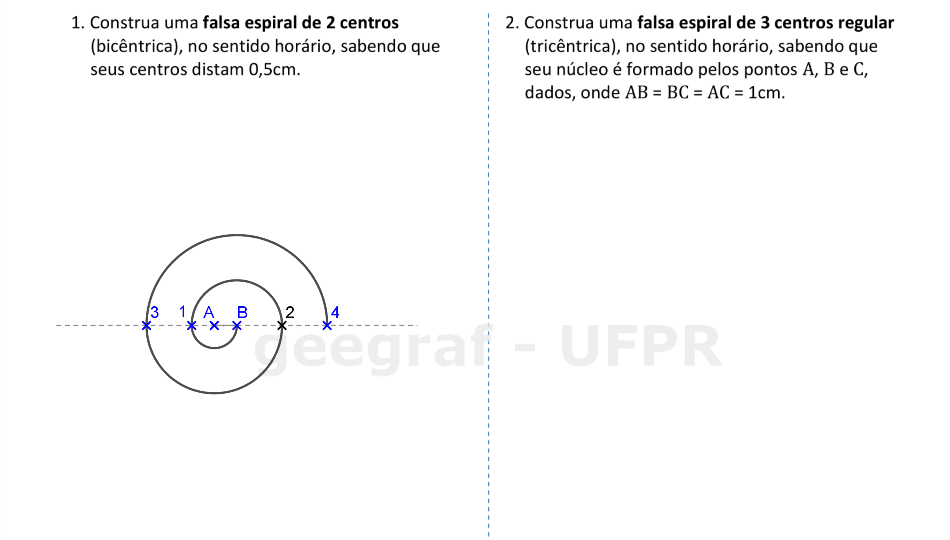 1. Construa uma falsa espiral de 2 centros
(bicêntrica), no sentido horário, sabendo que
seus centros distam 0,5cm.
2. Construa uma falsa espiral de 3 centros regular
(tricêntrica), no sentido horário, sabendo que
seu núcleo é formado pelos pontos A, B e C,
dados, onde AB = BC = AC = 1cm.
3 1 A B 2 4
geegraf - UFPR